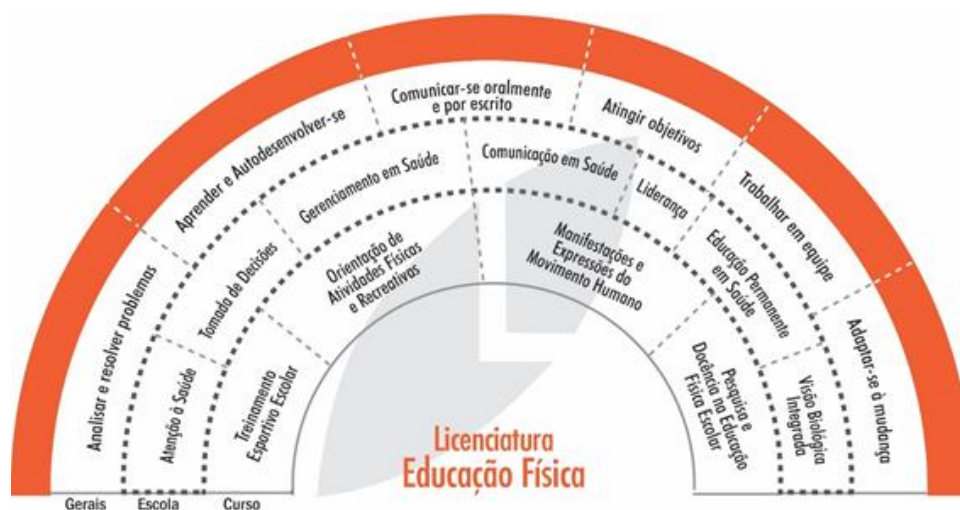 Analisar e resolver problemas
Aprender e Autodesenvolver-se
Comunicar-se oralmente
e por escrito
Atingir objetivos
Trabalhar em equipe
Adaptar-se à mudança
Atenção à Saúde
Tomada de Decisões
Gerenciamento em Saúde
Comunicação em Saúde
Liderança
Educação Permanente
em Saúde
Visão Biológica
Integrada
Treinamento
Esportivo Escolar
Orientação de
Atividades Físicas
e Recreativas
Manifestações e
Expressões do
Movimento Humano
Pesquisa e
Docência na Educação
Física Escolar
Licenciatura
Educação Física
Gerais
Escola
Curso